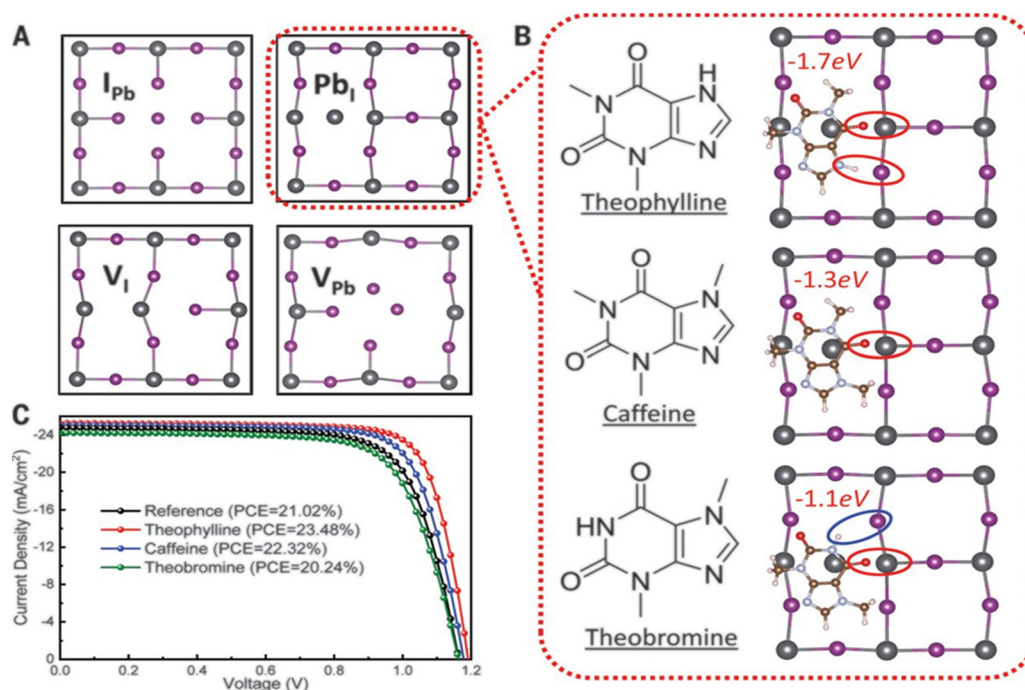 A
I_Pb
Pb_I
V_I
V_Pb
B
O
H
N
N
O
N
N
Theophylline
-1.7eV
O
N
N
O
N
N
Caffeine
-1.3eV
O
HN
N
O
N
N
Theobromine
-1.1eV
C
Current Density (mA/cm²)
-24
-20
-16
-12
-8
-4
0
Reference (PCE=21.02%)
Theophylline (PCE=23.48%)
Caffeine (PCE=22.32%)
Theobromine (PCE=20.24%)
0.0 0.2 0.4 0.6 0.8 1.0 1.2
Voltage (V)